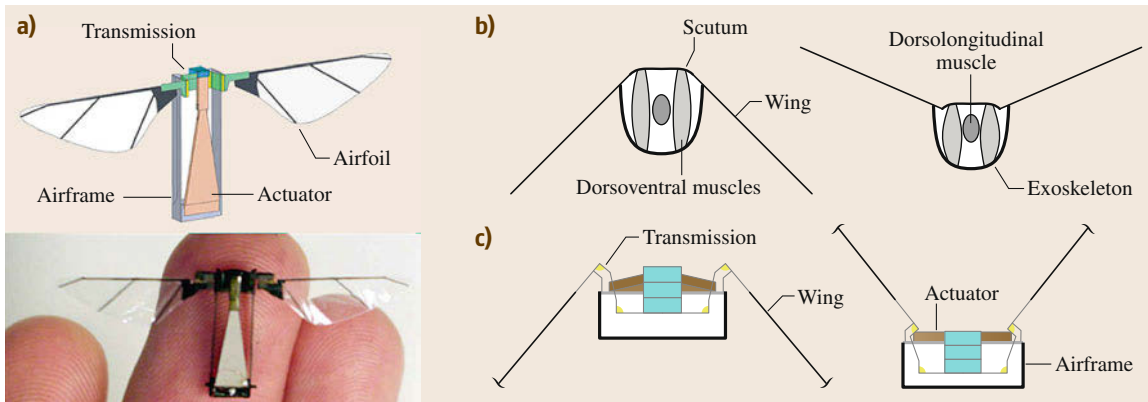 a)
Transmission
Airfoil
Airframe
Actuator
b)
Scutum
Wing
Dorsoventral muscles
Dorsolongitudinal
muscle
Exoskeleton
c)
Transmission
Wing
Actuator
Airframe